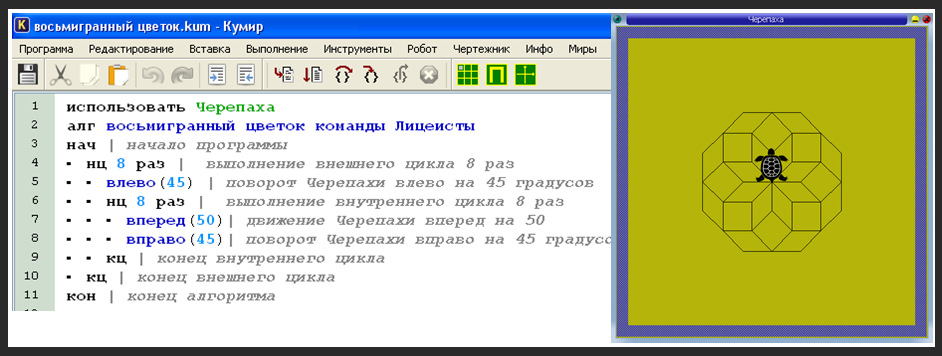 восьмигранный цветок.kum - Кумир
Черепаха
Программа Редактирование Вставка Выполнение Инструменты Робот Чертежник Инфо Миры
1 использовать Черепаха
2 алг восьмигранный цветок команды Лицеисты
3 нач | начало программы
4 нц 8 раз | выполнение внешнего цикла 8 раз
5 влево(45) | поворот Черепахи влево на 45 градусов
6 нц 8 раз | выполнение внутреннего цикла 8 раз
7 вперед(50)| движение Черепахи вперед на 50
8 вправо(45)| поворот Черепахи вправо на 45 градусо
9 кц | конец внутреннего цикла
10 кц | конец внешнего цикла
11 кон | конец алгоритма